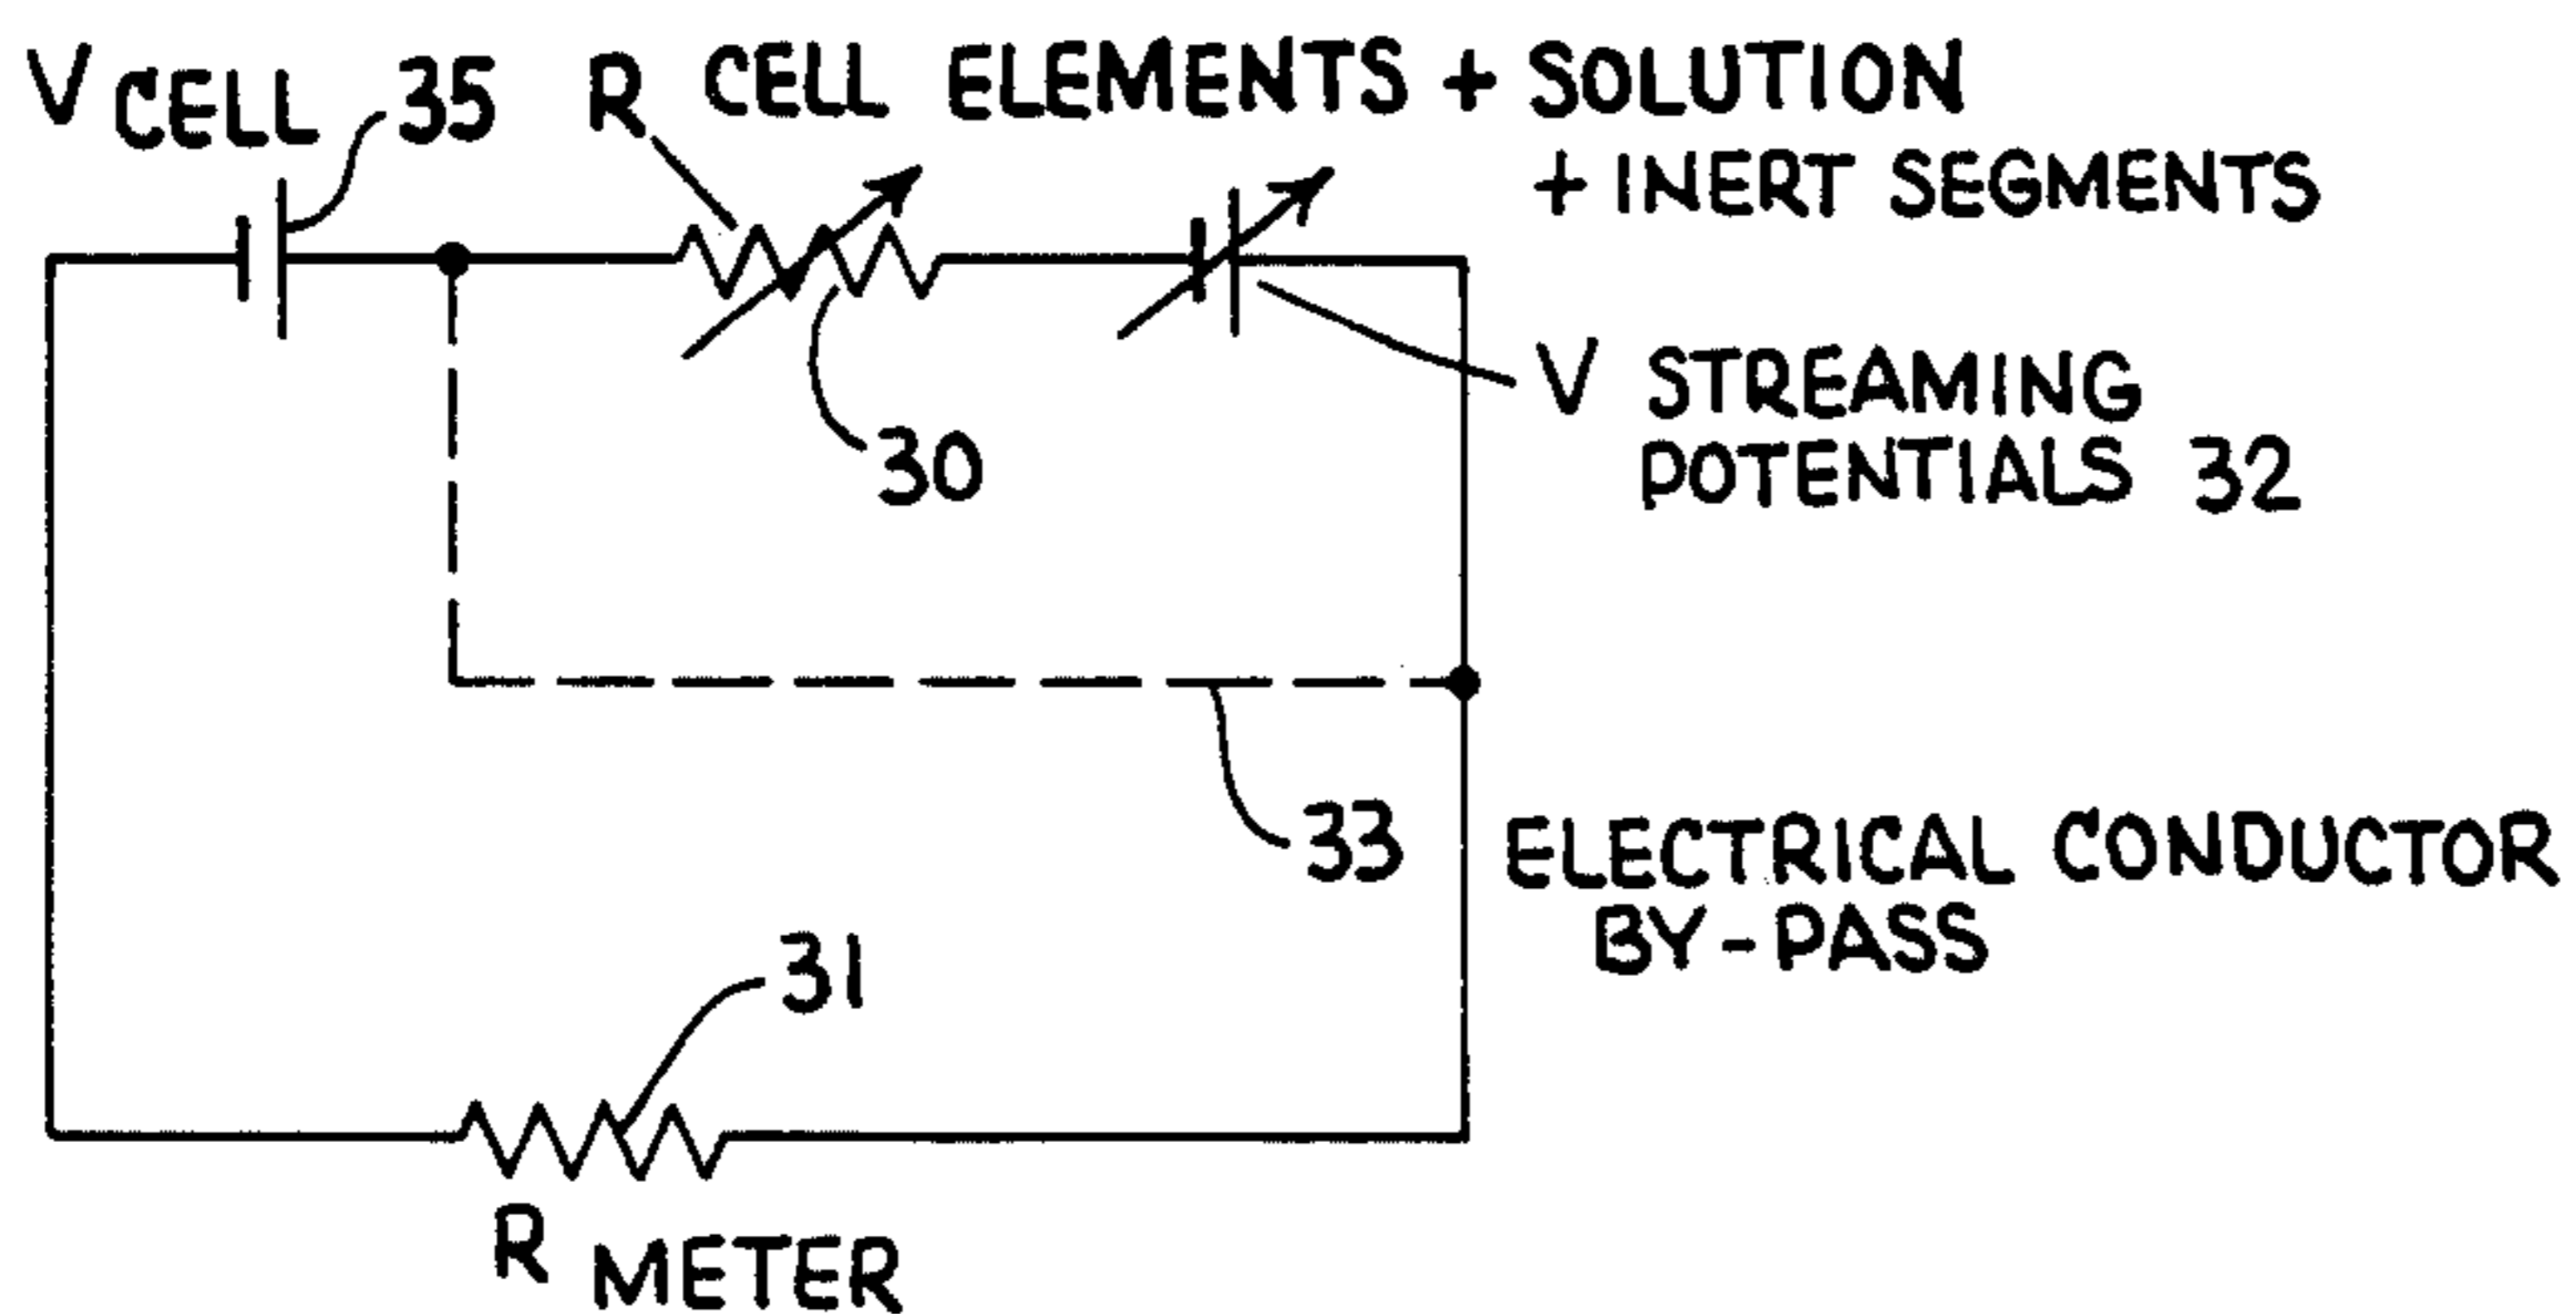 V CELL 35 R CELL ELEMENTS + SOLUTION
+ INERT SEGMENTS
30
V STREAMING
POTENTIALS 32
33 ELECTRICAL CONDUCTOR
BY-PASS
31
R METER